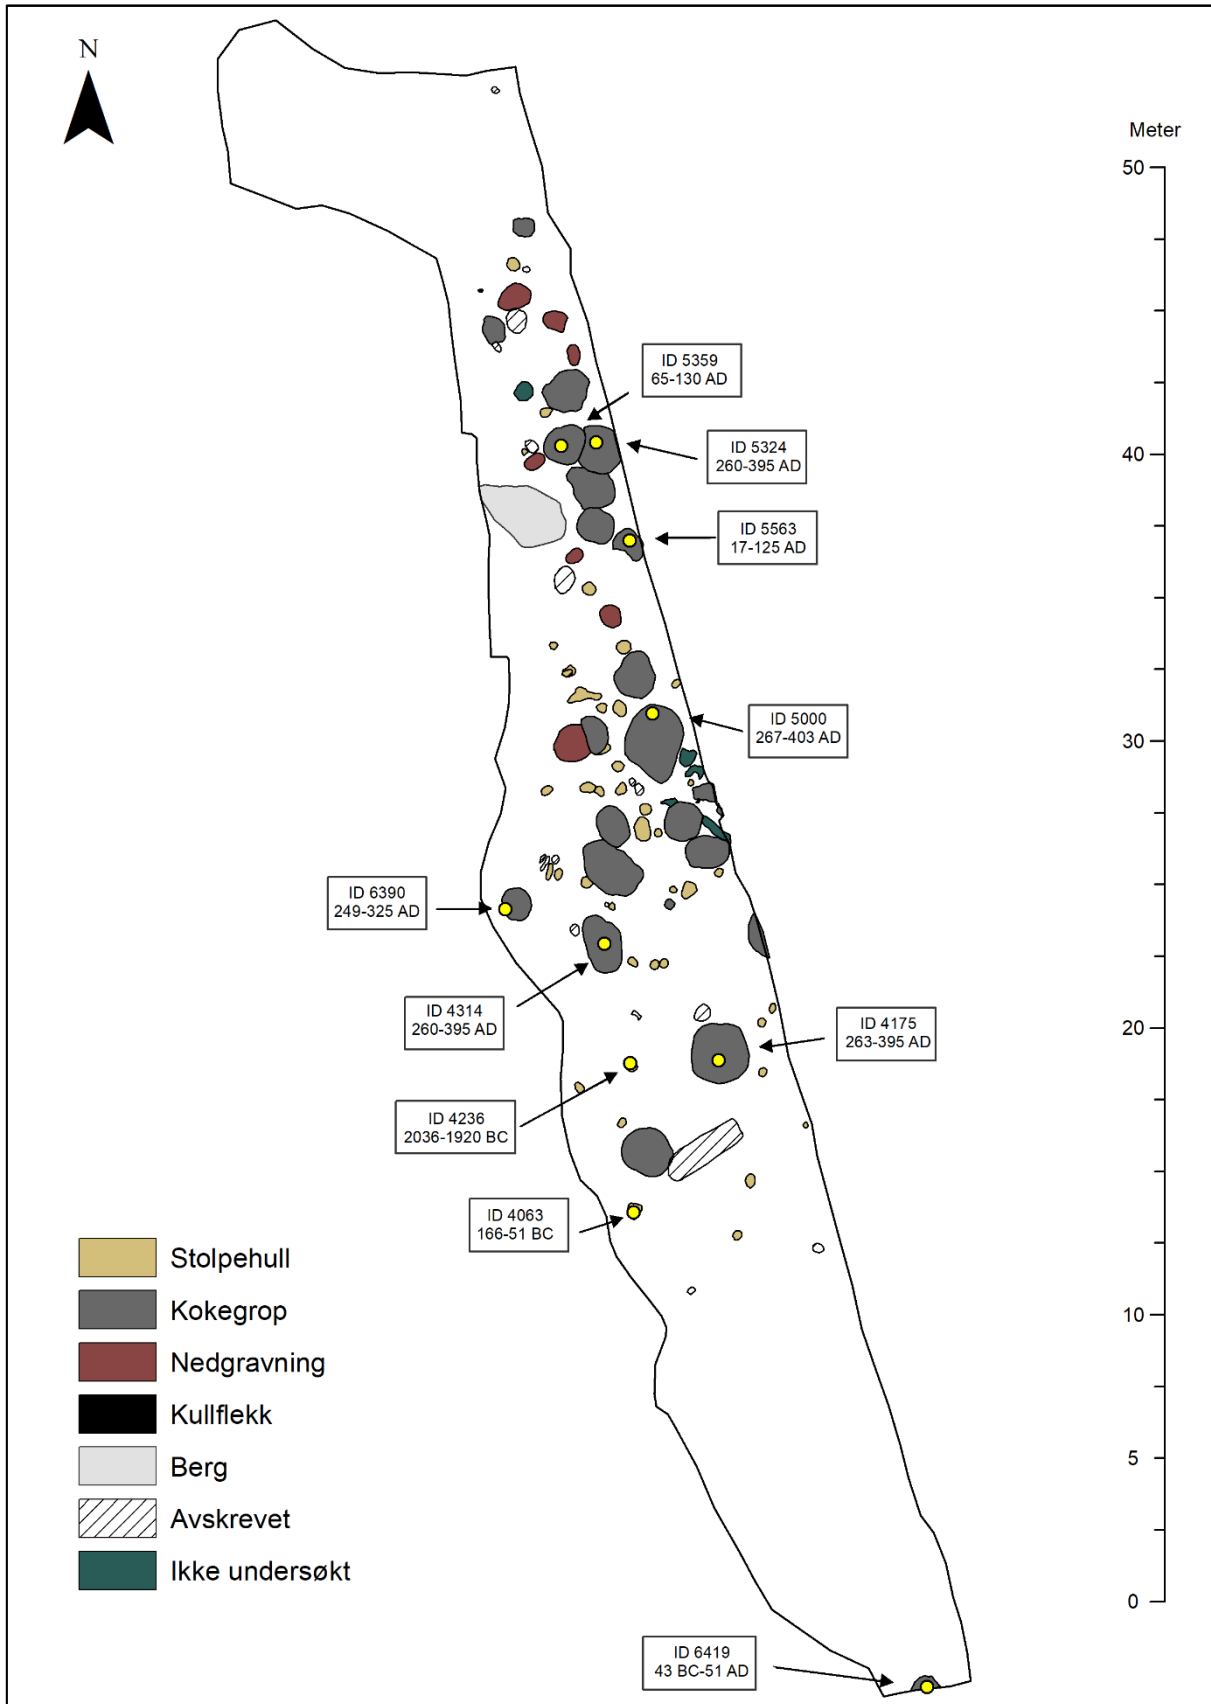 N
Meter
50
40
30
20
10
5
0
ID 5359
65-130 AD
ID 5324
260-395 AD
ID 5563
17-125 AD
ID 5000
267-403 AD
ID 6390
249-325 AD
ID 4314
260-395 AD
ID 4175
263-395 AD
ID 4236
2036-1920 BC
ID 4063
166-51 BC
ID 6419
43 BC-51 AD
Stolpehull
Kokegrop
Nedgravning
Kullflekk
Berg
Avskrevet
Ikke undersøkt